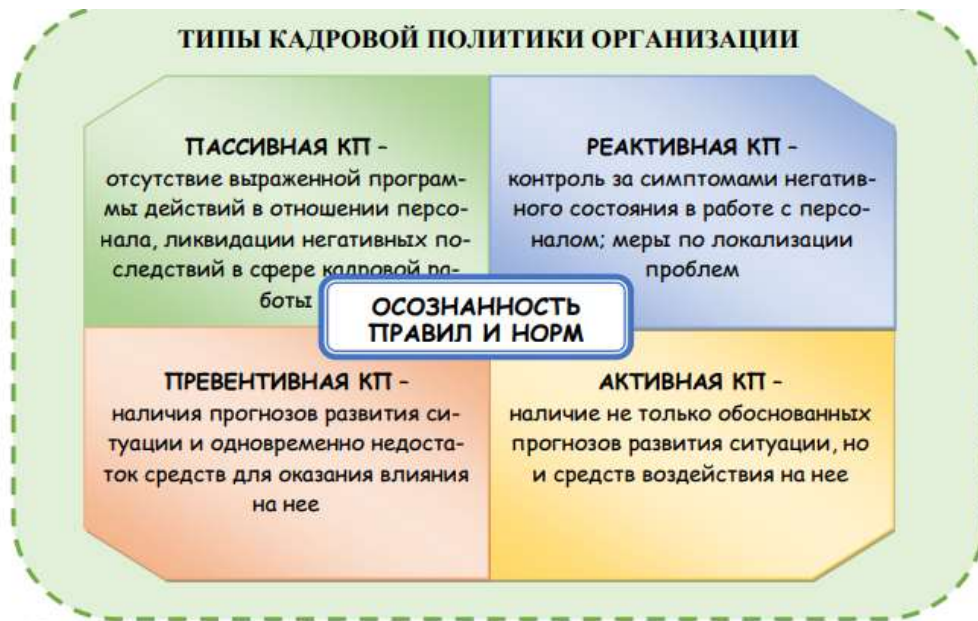 ТИПЫ КАДРОВОЙ ПОЛИТИКИ ОРГАНИЗАЦИИ
ПАССИВНАЯ КП –
отсутствие выраженной програм-
мы действий в отношении персо-
нала, ликвидации негативных по-
следствий в сфере кадровой ра-
боты
РЕАКТИВНАЯ КП –
контроль за симптомами негатив-
ного состояния в работе с персо-
налом; меры по локализации
проблем
ОСОЗНАННОСТЬ
ПРАВИЛ И НОРМ
ПРЕВЕНТИВНАЯ КП –
наличия прогнозов развития си-
туации и одновременно недоста-
ток средств для оказания влияния
на нее
АКТИВНАЯ КП –
наличие не только обоснованных
прогнозов развития ситуации, но
и средств воздействия на нее